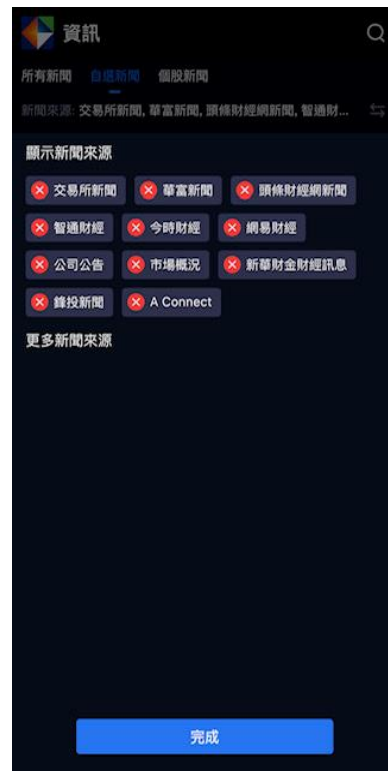 資訊
所有新聞 自選新聞 個股新聞
新聞來源: 交易所新聞, 華富新聞, 頭條財經網新聞, 智通財...
顯示新聞來源
交易所新聞 華富新聞 頭條財經網新聞
智通財經 今時財經 網易財經
公司公告 市場概況 新華財金財經訊息
鋒投新聞 A Connect
更多新聞來源
完成